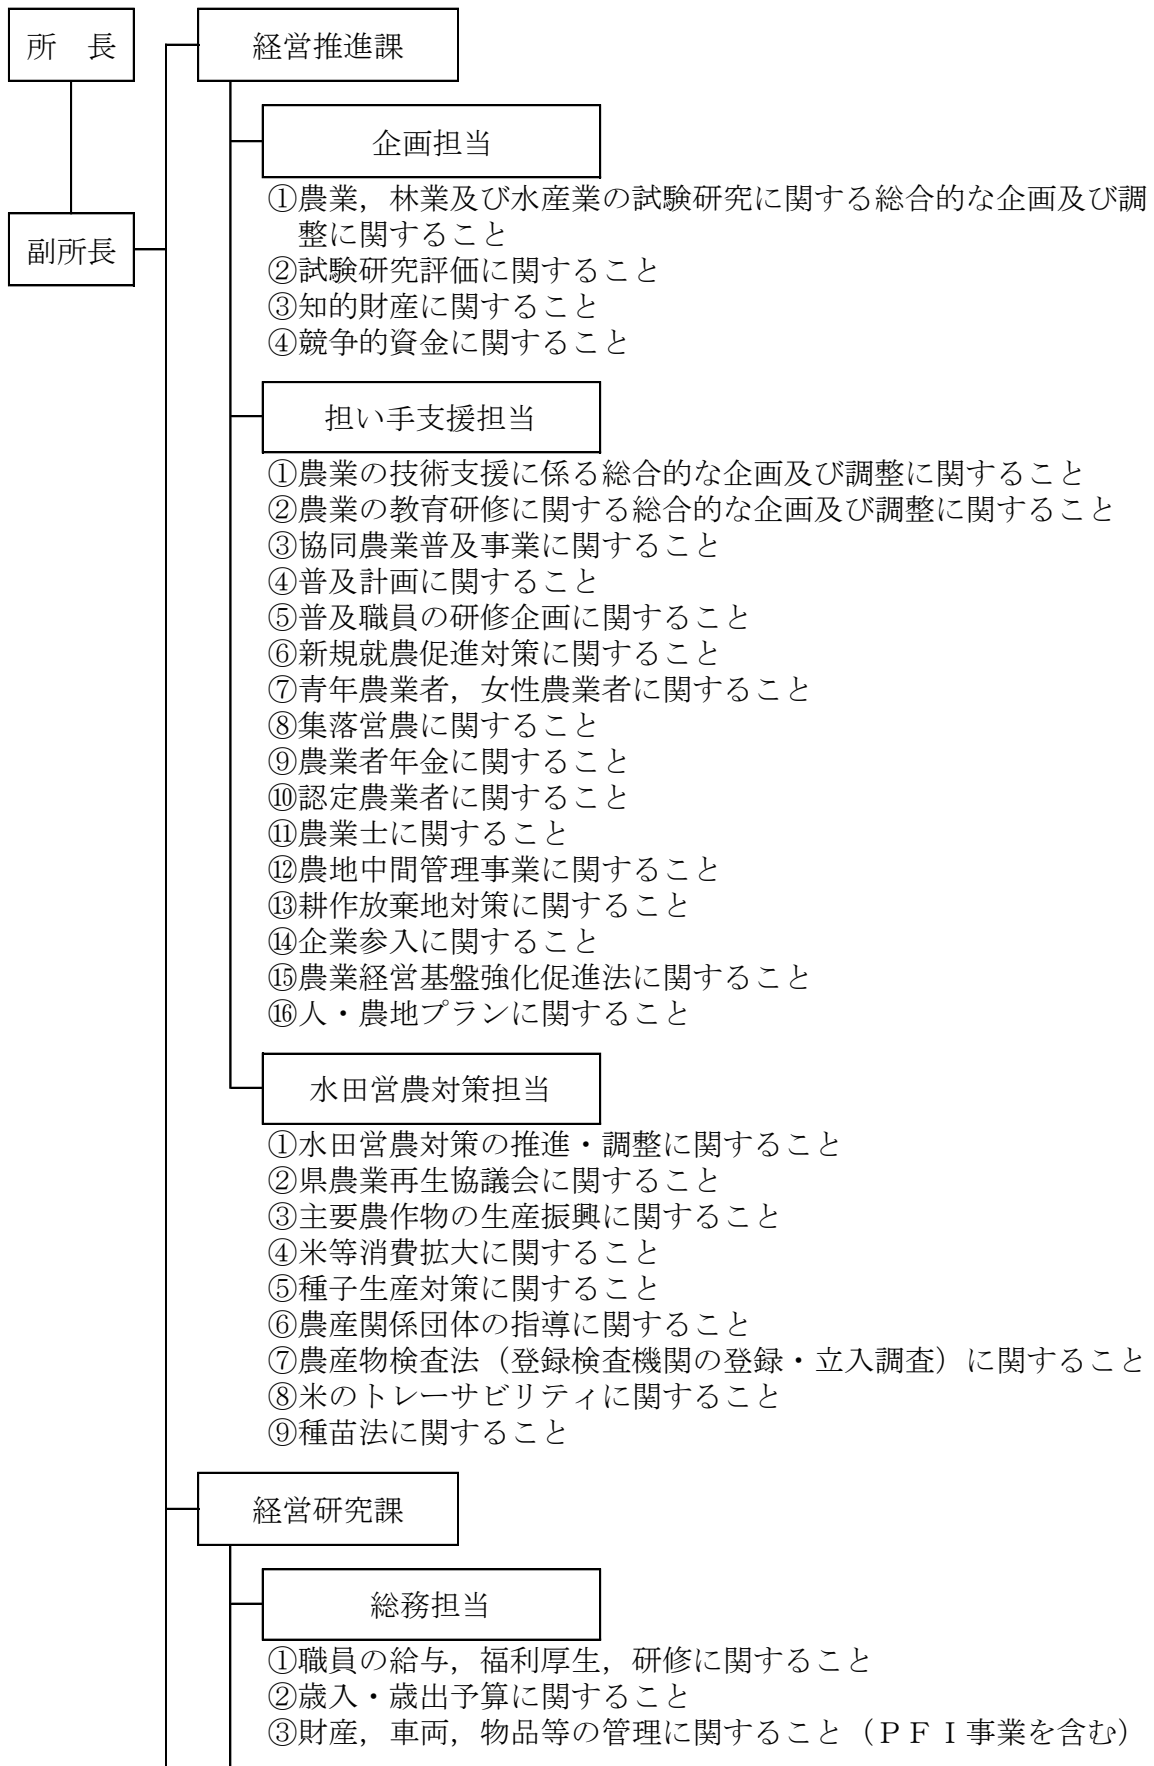 所　長
経営推進課
企画担当
①農業，林業及び水産業の試験研究に関する総合的な企画及び調
整に関すること
副所長
②試験研究評価に関すること
③知的財産に関すること
④競争的資金に関すること
担い手支援担当
①農業の技術支援に係る総合的な企画及び調整に関すること
②農業の教育研修に関する総合的な企画及び調整に関すること
③協同農業普及事業に関すること
④普及計画に関すること
⑤普及職員の研修企画に関すること
⑥新規就農促進対策に関すること
⑦青年農業者，女性農業者に関すること
⑧集落営農に関すること
⑨農業者年金に関すること
⑩認定農業者に関すること
⑪農業士に関すること
⑫農地中間管理事業に関すること
⑬耕作放棄地対策に関すること
⑭企業参入に関すること
⑮農業経営基盤強化促進法に関すること
⑯人・農地プランに関すること
水田営農対策担当
①水田営農対策の推進・調整に関すること
②県農業再生協議会に関すること
③主要農作物の生産振興に関すること
④米等消費拡大に関すること
⑤種子生産対策に関すること
⑥農産関係団体の指導に関すること
⑦農産物検査法（登録検査機関の登録・立入調査）に関すること
⑧米のトレーサビリティに関すること
⑨種苗法に関すること
経営研究課
総務担当
①職員の給与，福利厚生，研修に関すること
②歳入・歳出予算に関すること
③財産，車両，物品等の管理に関すること（ＰＦＩ事業を含む）